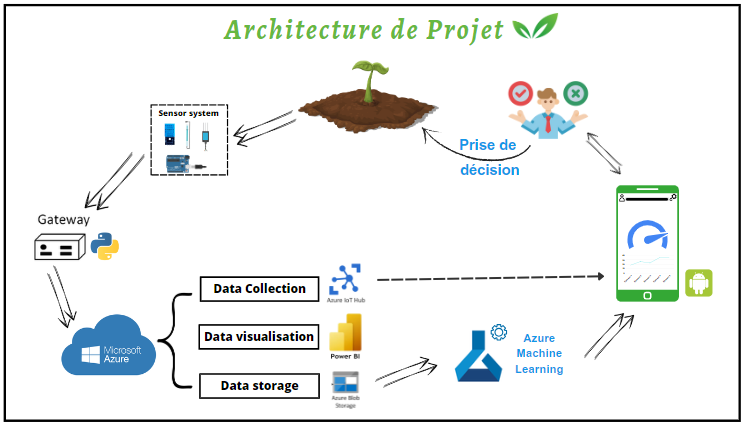 Architecture de Projet
Sensor system
Prise de
décision
Gateway
Data Collection
Azure IoT Hub
Microsoft
Azure
Data visualisation
Power BI
Data storage
Azure Blob
Storage
Azure
Machine
Learning